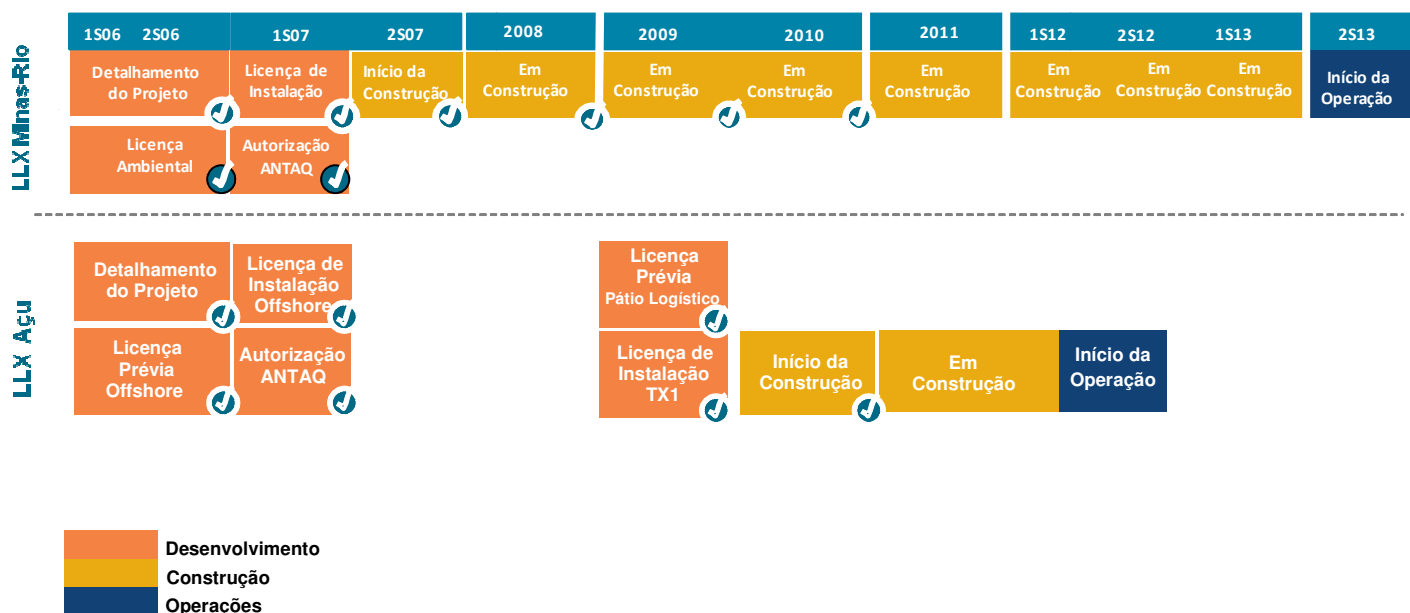 1S06 2S06 1S07 2S07 2008 2009 2010 2011 1S12 2S12 1S13 2S13
LLX Minas-Rio
Detalhamento
do Projeto
Licença de
Instalação
Início da
Construção
Em
Construção
Em
Construção
Em
Construção
Em
Construção
Em
Construção
Em
Construção
Em
Construção
Início da
Operação
Licença
Ambiental
Autorização
ANTAQ
LLX Açu
Detalhamento
do Projeto
Licença de
Instalação
Offshore
Licença
Prévia
Pátio Logístico
Licença
Prévia
Offshore
Autorização
ANTAQ
Licença de
Instalação
TX1
Início da
Construção
Em
Construção
Início da
Operação
Desenvolvimento
Construção
Operações